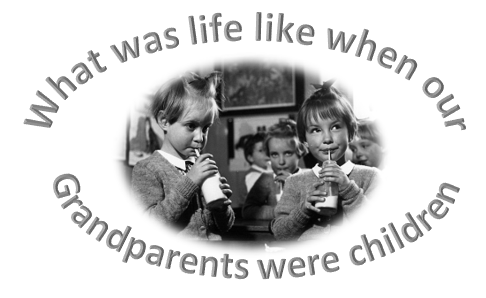 What was life like when our
Grandparents were children